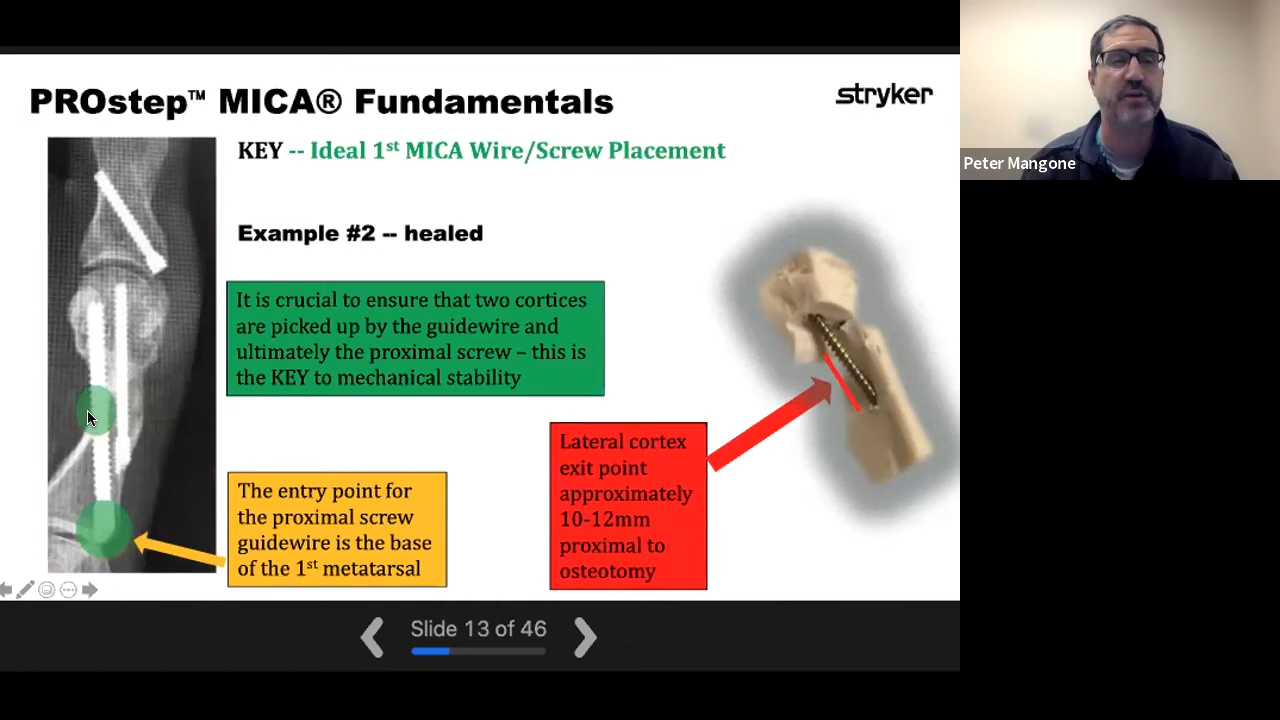 PROstep™ MICA® Fundamentals
stryker
KEY -- Ideal 1st MICA Wire/Screw Placement
Peter Mangone
Example #2 -- healed
It is crucial to ensure that two cortices
are picked up by the guidewire and
ultimately the proximal screw – this is
the KEY to mechanical stability
Lateral cortex
exit point
approximately
10-12mm
proximal to
osteotomy
The entry point for
the proximal screw
guidewire is the base
of the 1st metatarsal
Slide 13 of 46